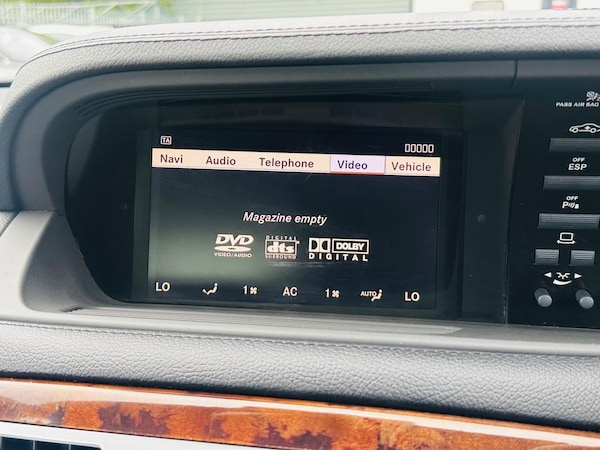 TA
00000
Navi Audio Telephone Video Vehicle
Magazine empty
DVD
VIDEO/AUDIO
DIGITAL
dts
SURROUND
DOLBY
DIGITAL
LO 1 AC 1 AUTO LO
PASS AIR BAG
OFF
ESP
OFF
P